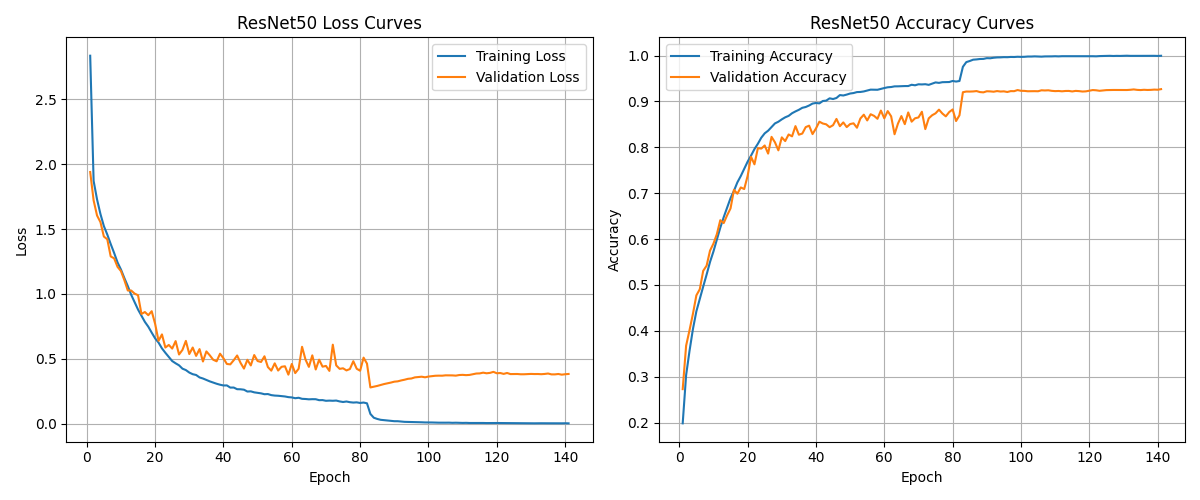 ResNet50 Loss Curves
Training Loss
Validation Loss
2.5
2.0
1.5
1.0
0.5
0.0
Loss
0 20 40 60 80 100 120 140
Epoch
ResNet50 Accuracy Curves
Training Accuracy
Validation Accuracy
1.0
0.9
0.8
0.7
0.6
0.5
0.4
0.3
0.2
Accuracy
0 20 40 60 80 100 120 140
Epoch